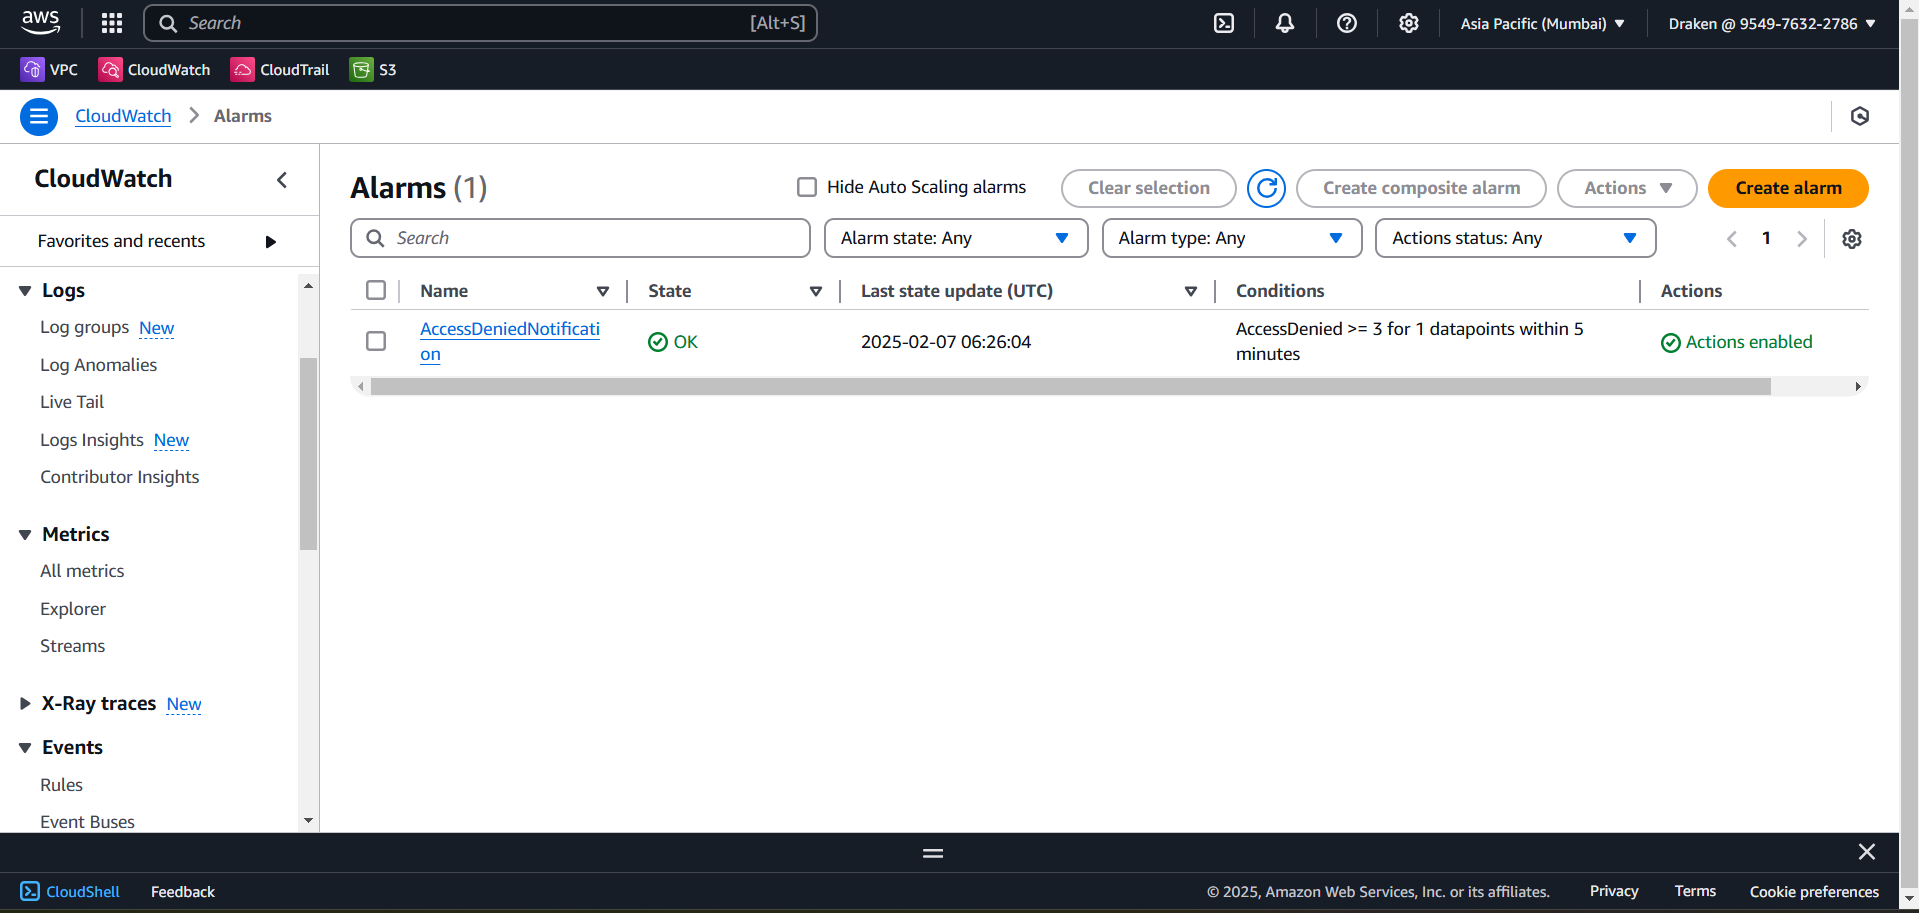 aws
Search [Alt+S]
Asia Pacific (Mumbai) Draken @ 9549-7632-2786
VPC CloudWatch CloudTrail S3
CloudWatch Alarms
CloudWatch
Favorites and recents
Logs
Log groups New
Log Anomalies
Live Tail
Logs Insights New
Contributor Insights
Metrics
All metrics
Explorer
Streams
X-Ray traces New
Events
Rules
Event Buses
Alarms (1)
Hide Auto Scaling alarms Clear selection Create composite alarm Actions Create alarm
Search Alarm state: Any Alarm type: Any Actions status: Any 1
Name State Last state update (UTC) Conditions Actions
AccessDeniedNotificati
on
OK
2025-02-07 06:26:04
AccessDenied >= 3 for 1 datapoints within 5
minutes
Actions enabled
CloudShell Feedback © 2025, Amazon Web Services, Inc. or its affiliates. Privacy Terms Cookie preferences